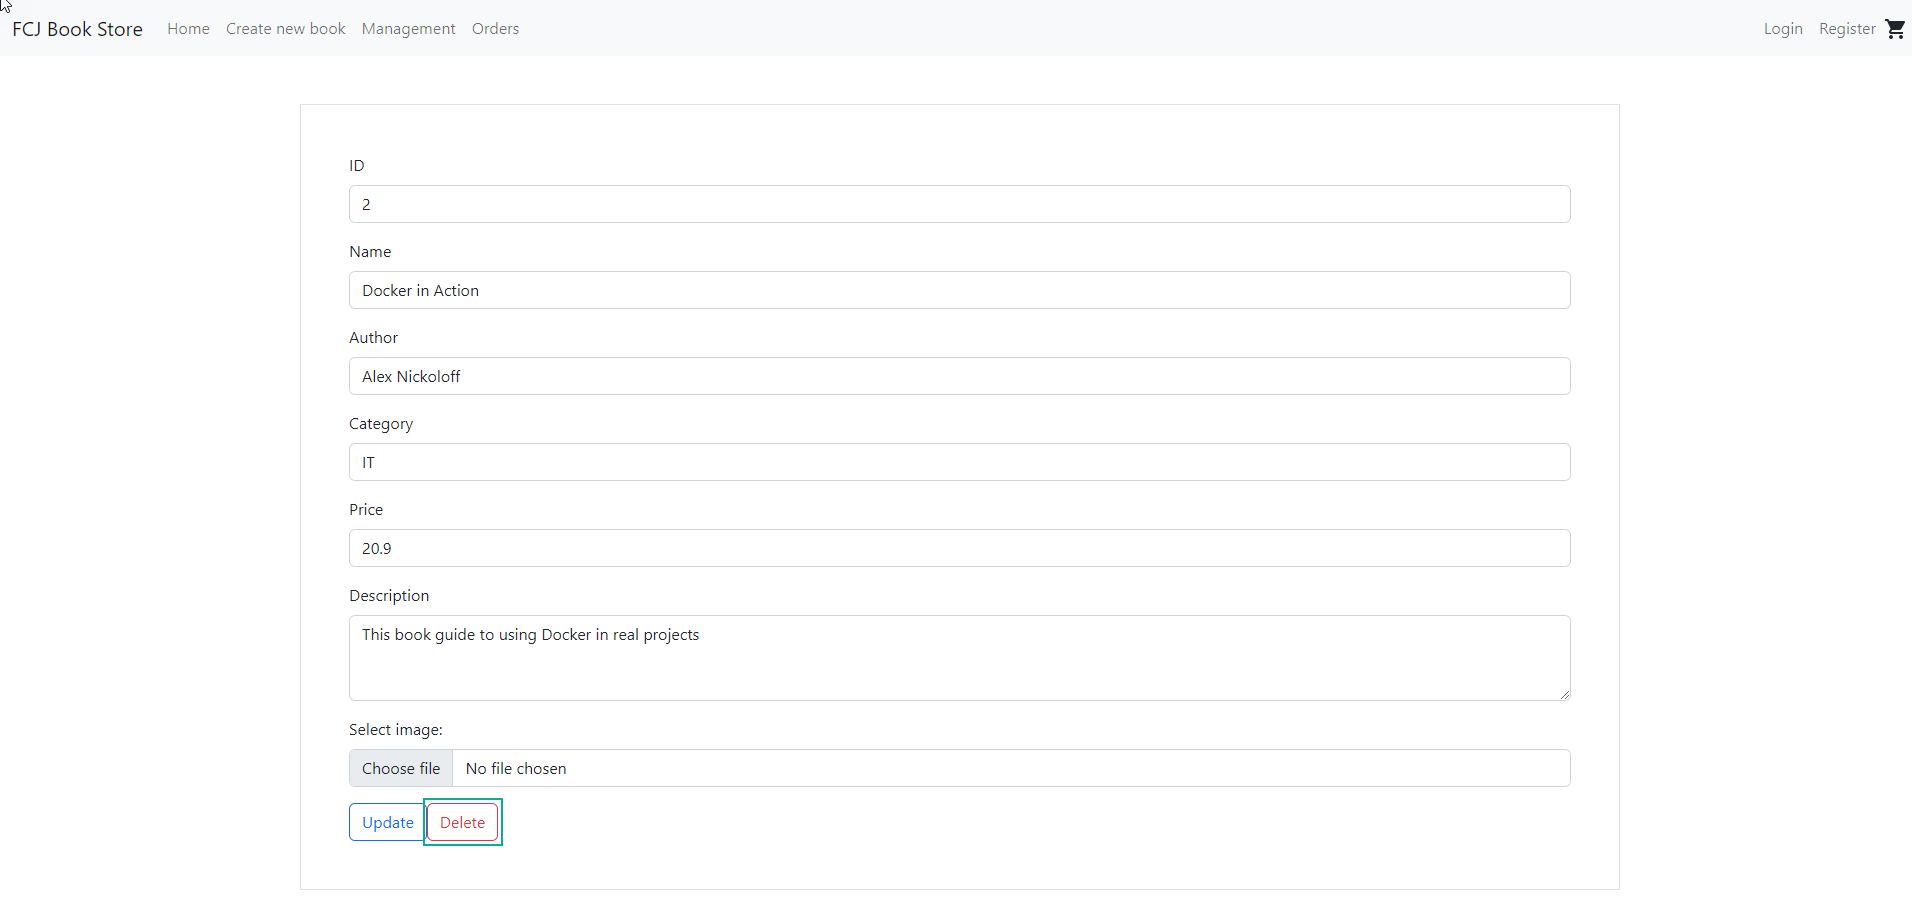 FCJ Book Store Home Create new book Management Orders Login Register
ID
2
Name
Docker in Action
Author
Alex Nickoloff
Category
IT
Price
20.9
Description
This book guide to using Docker in real projects
Select image:
Choose file No file chosen
Update Delete